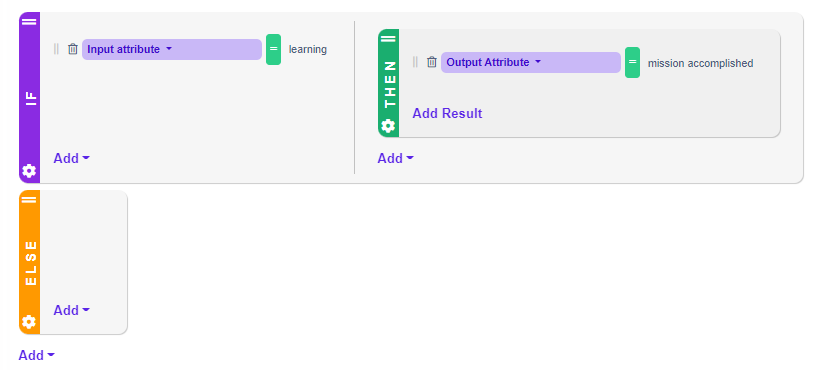 IF
Input attribute = learning
Add
THEN
Output Attribute = mission accomplished
Add Result
Add
ELSE
Add
Add